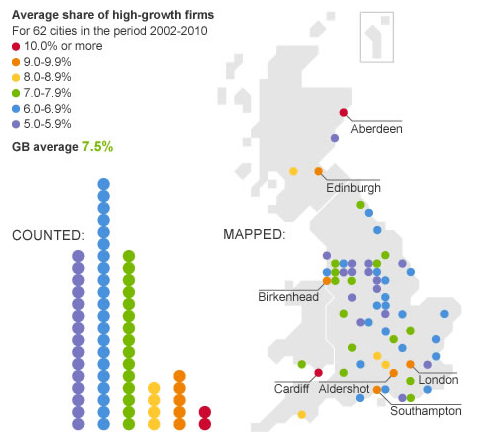 Average share of high-growth firms
For 62 cities in the period 2002-2010
10.0% or more
9.0-9.9%
8.0-8.9%
7.0-7.9%
6.0-6.9%
5.0-5.9%
GB average 7.5%
COUNTED:
MAPPED:
Aberdeen
Edinburgh
Birkenhead
Cardiff
Aldershot
London
Southampton